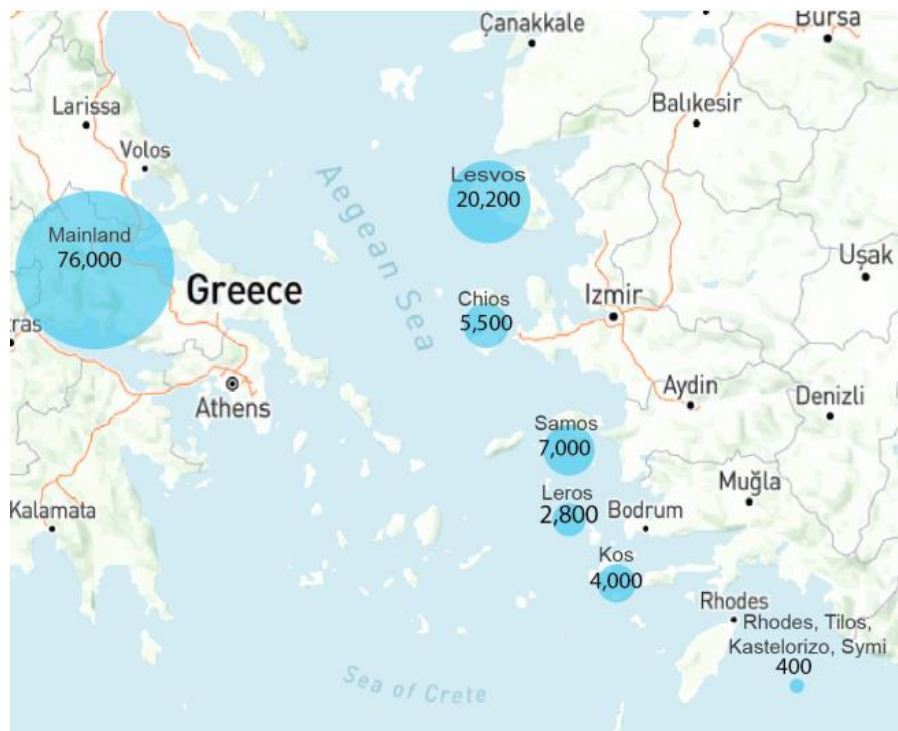 Çanakkale
Bursa
Larissa
Balıkesir
Volos
Lesvos
20,200
Aegean Sea
Mainland
76,000
Uşak
Greece
Chios
5,500
Izmir
Athens
Aydin
Denizli
Samos
7,000
Leros
2,800
Muğla
Kalamata
Bodrum
Kos
4,000
Rhodes
Rhodes, Tilos,
Kastelorizo, Symi
400
Sea of Crete